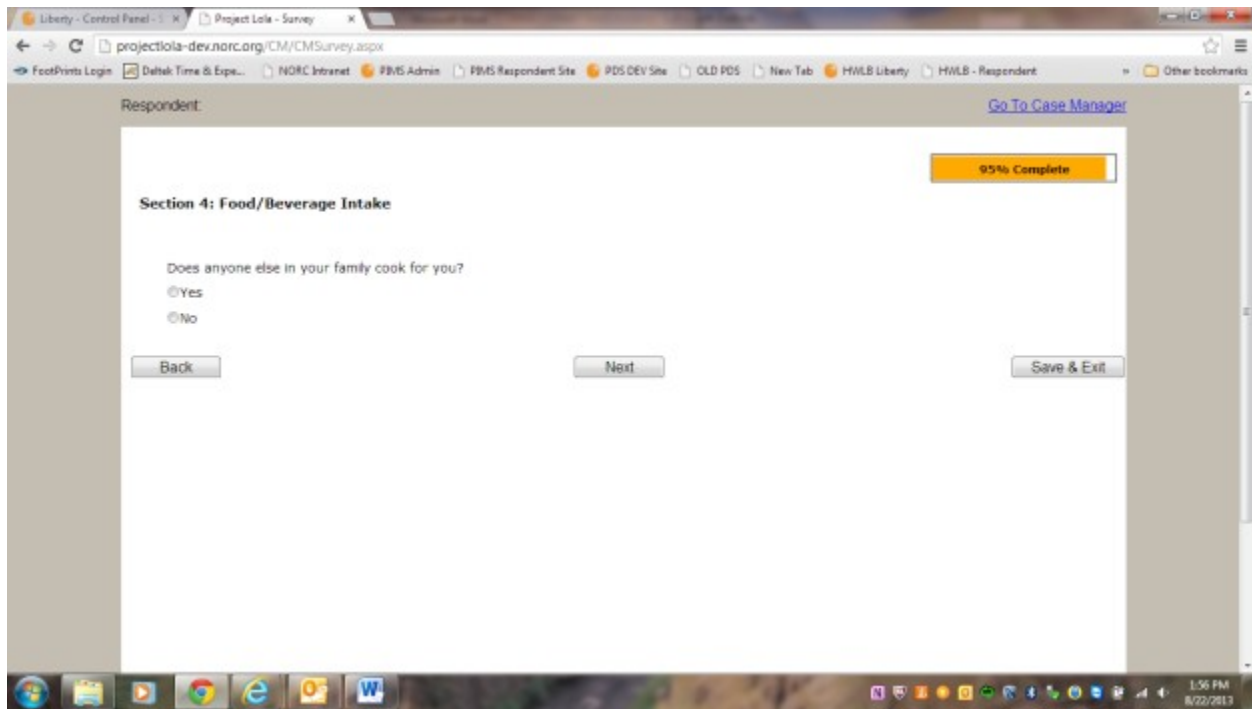 Liberty - Control Panel - S
Project Lola - Survey
projectlola-dev.norc.org/CM/CMSurvey.aspx
FootPrints Login
Deltek Time & Expe...
NORC Intranet
PIMS Admin
PIMS Respondent Site
PDS DEV Site
OLD PDS
New Tab
HWLB Liberty
HWLB - Respondent
»
Other bookmarks
Respondent:
Go To Case Manager
95% Complete
Section 4: Food/Beverage Intake
Does anyone else in your family cook for you?
Yes
No
Back
Next
Save & Exit
1:56 PM
8/22/2013